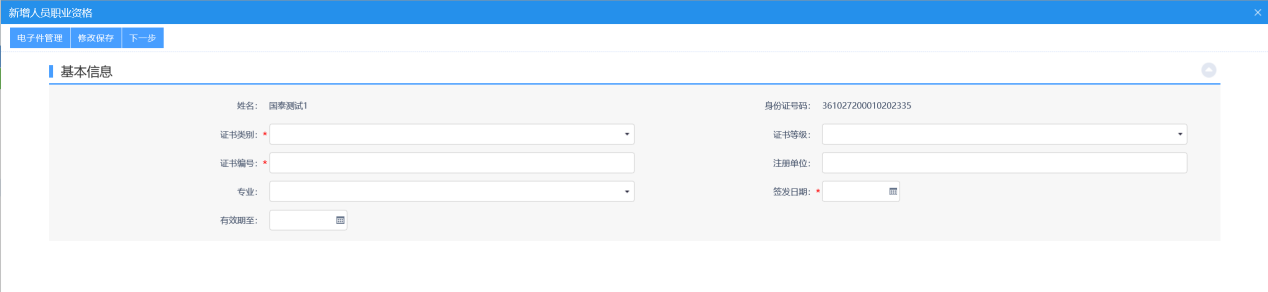 新增人员职业资格
电子件管理 修改保存 下一步
基本信息
姓名: 国泰测试1 身份证号码: 361027200010202335
证书类别: * 证书等级:
证书编号: * 注册单位:
专业: 签发日期: *
有效期至: